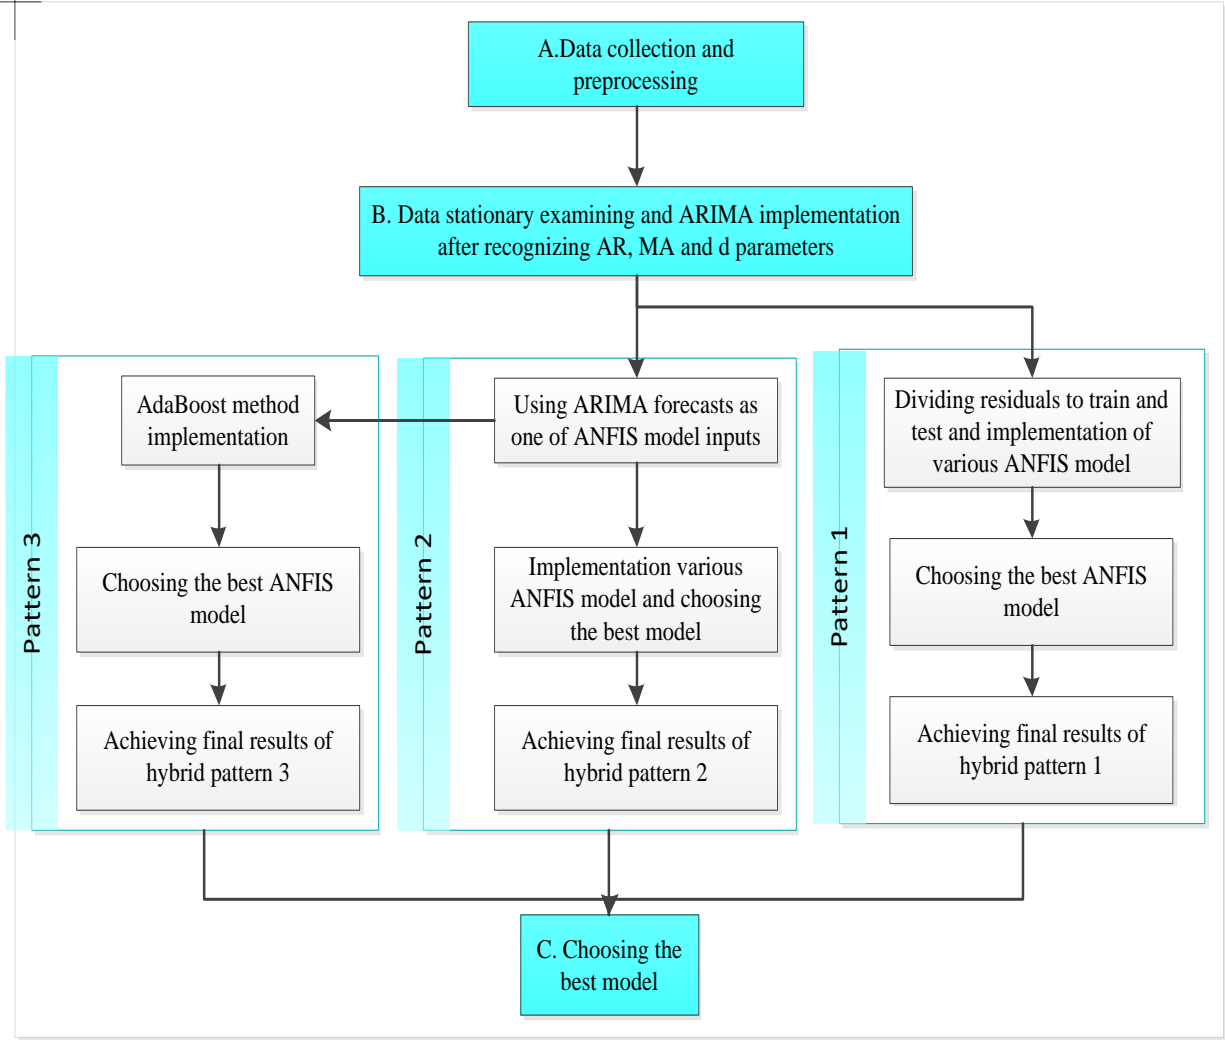 A.Data collection and
preprocessing
B. Data stationary examining and ARIMA implementation
after recognizing AR, MA and d parameters
Pattern 3
AdaBoost method
implementation
Choosing the best ANFIS
model
Achieving final results of
hybrid pattern 3
Pattern 2
Using ARIMA forecasts as
one of ANFIS model inputs
Implementation various
ANFIS model and choosing
the best model
Achieving final results of
hybrid pattern 2
Pattern 1
Dividing residuals to train and
test and implementation of
various ANFIS model
Choosing the best ANFIS
model
Achieving final results of
hybrid pattern 1
C. Choosing the
best model